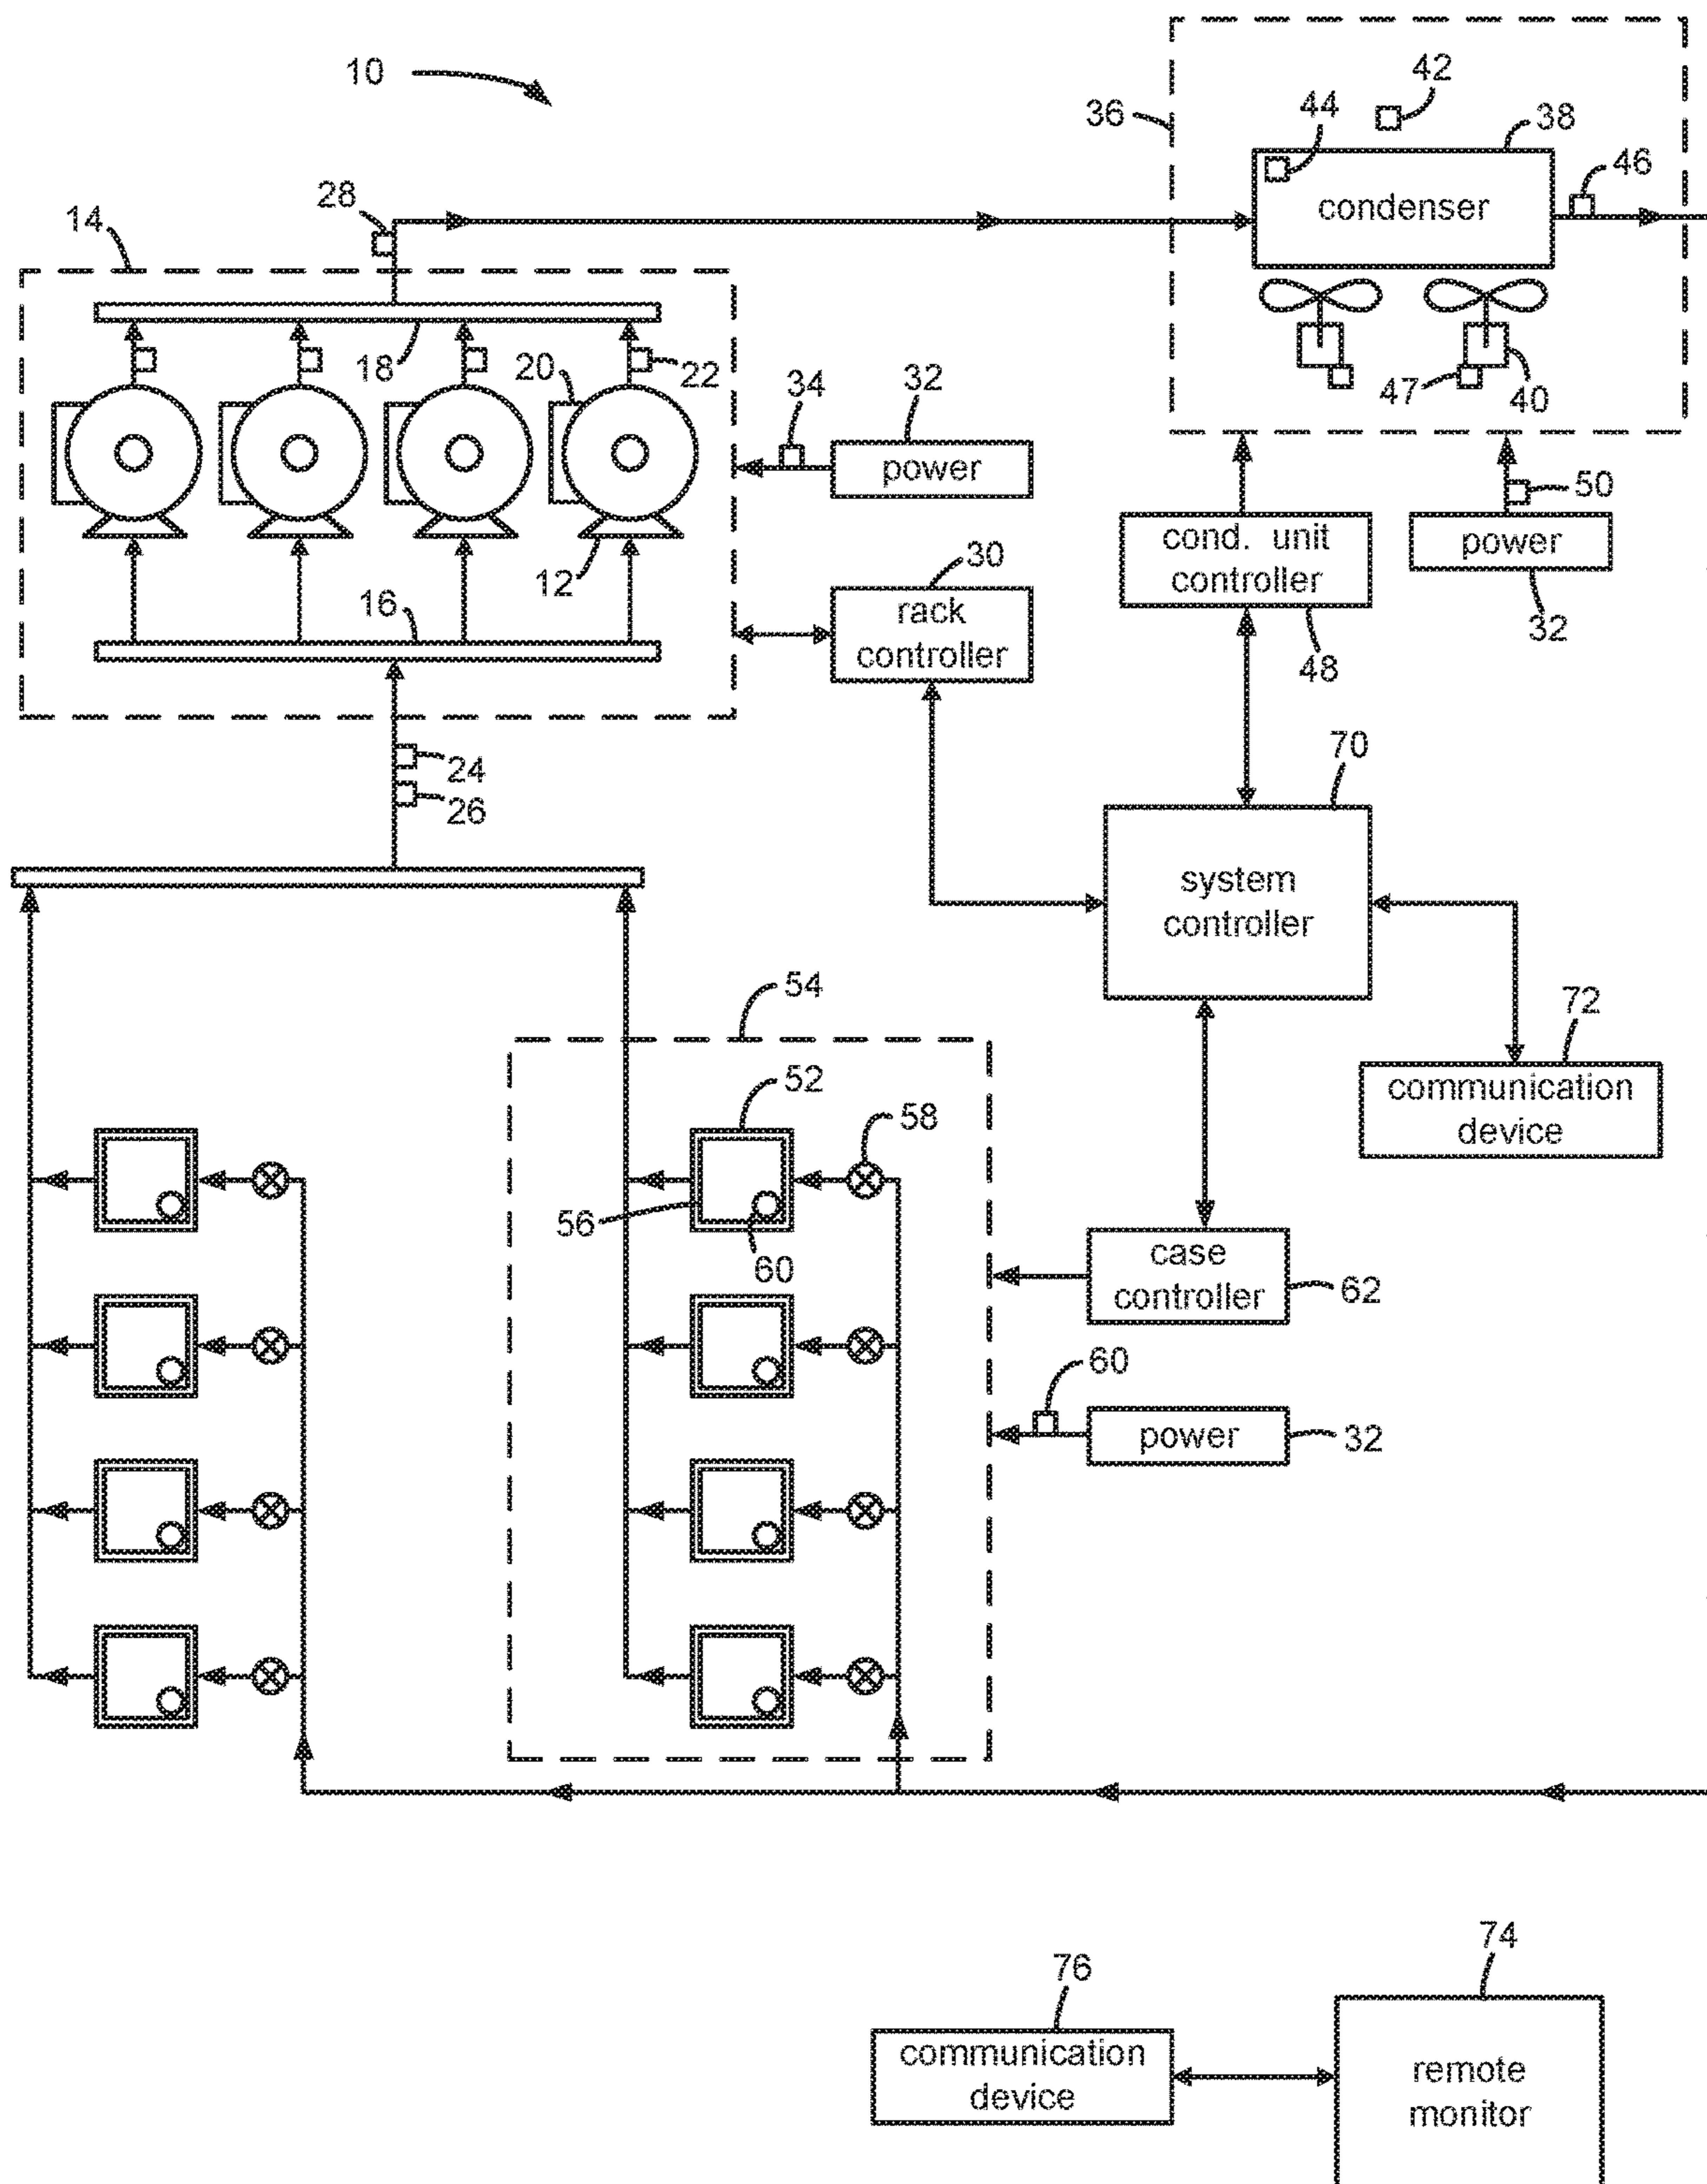 10
42
44
36
38
46
condenser
28
14
18
20
22
34
32
power
47
40
50
cond. unit
controller
power
12
30
32
16
rack
controller
48
24
26
70
system
controller
54
72
communication
device
52
58
56
60
case
controller
62
60
power
32
74
76
communication
device
remote
monitor